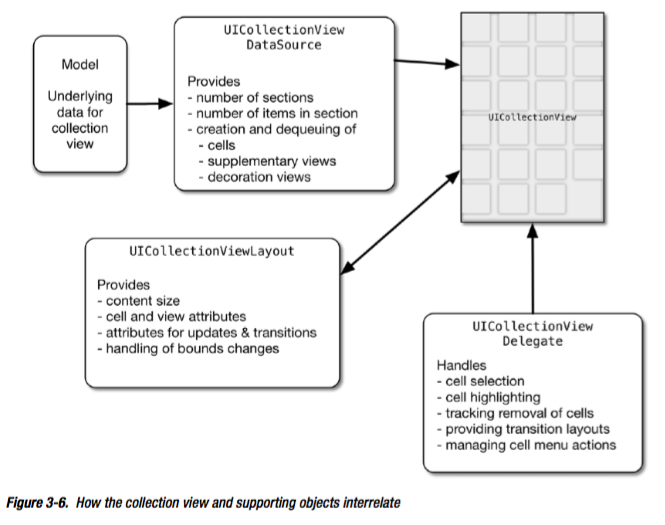 Model
Underlying
data for
collection
view
UICollectionView
DataSource
Provides
- number of sections
- number of items in section
- creation and dequeuing of
- cells
- supplementary views
- decoration views
UICollectionView
UICollectionViewLayout
Provides
- content size
- cell and view attributes
- attributes for updates & transitions
- handling of bounds changes
UICollectionView
Delegate
Handles
- cell selection
- cell highlighting
- tracking removal of cells
- providing transition layouts
- managing cell menu actions
Figure 3-6. How the collection view and supporting objects interrelate